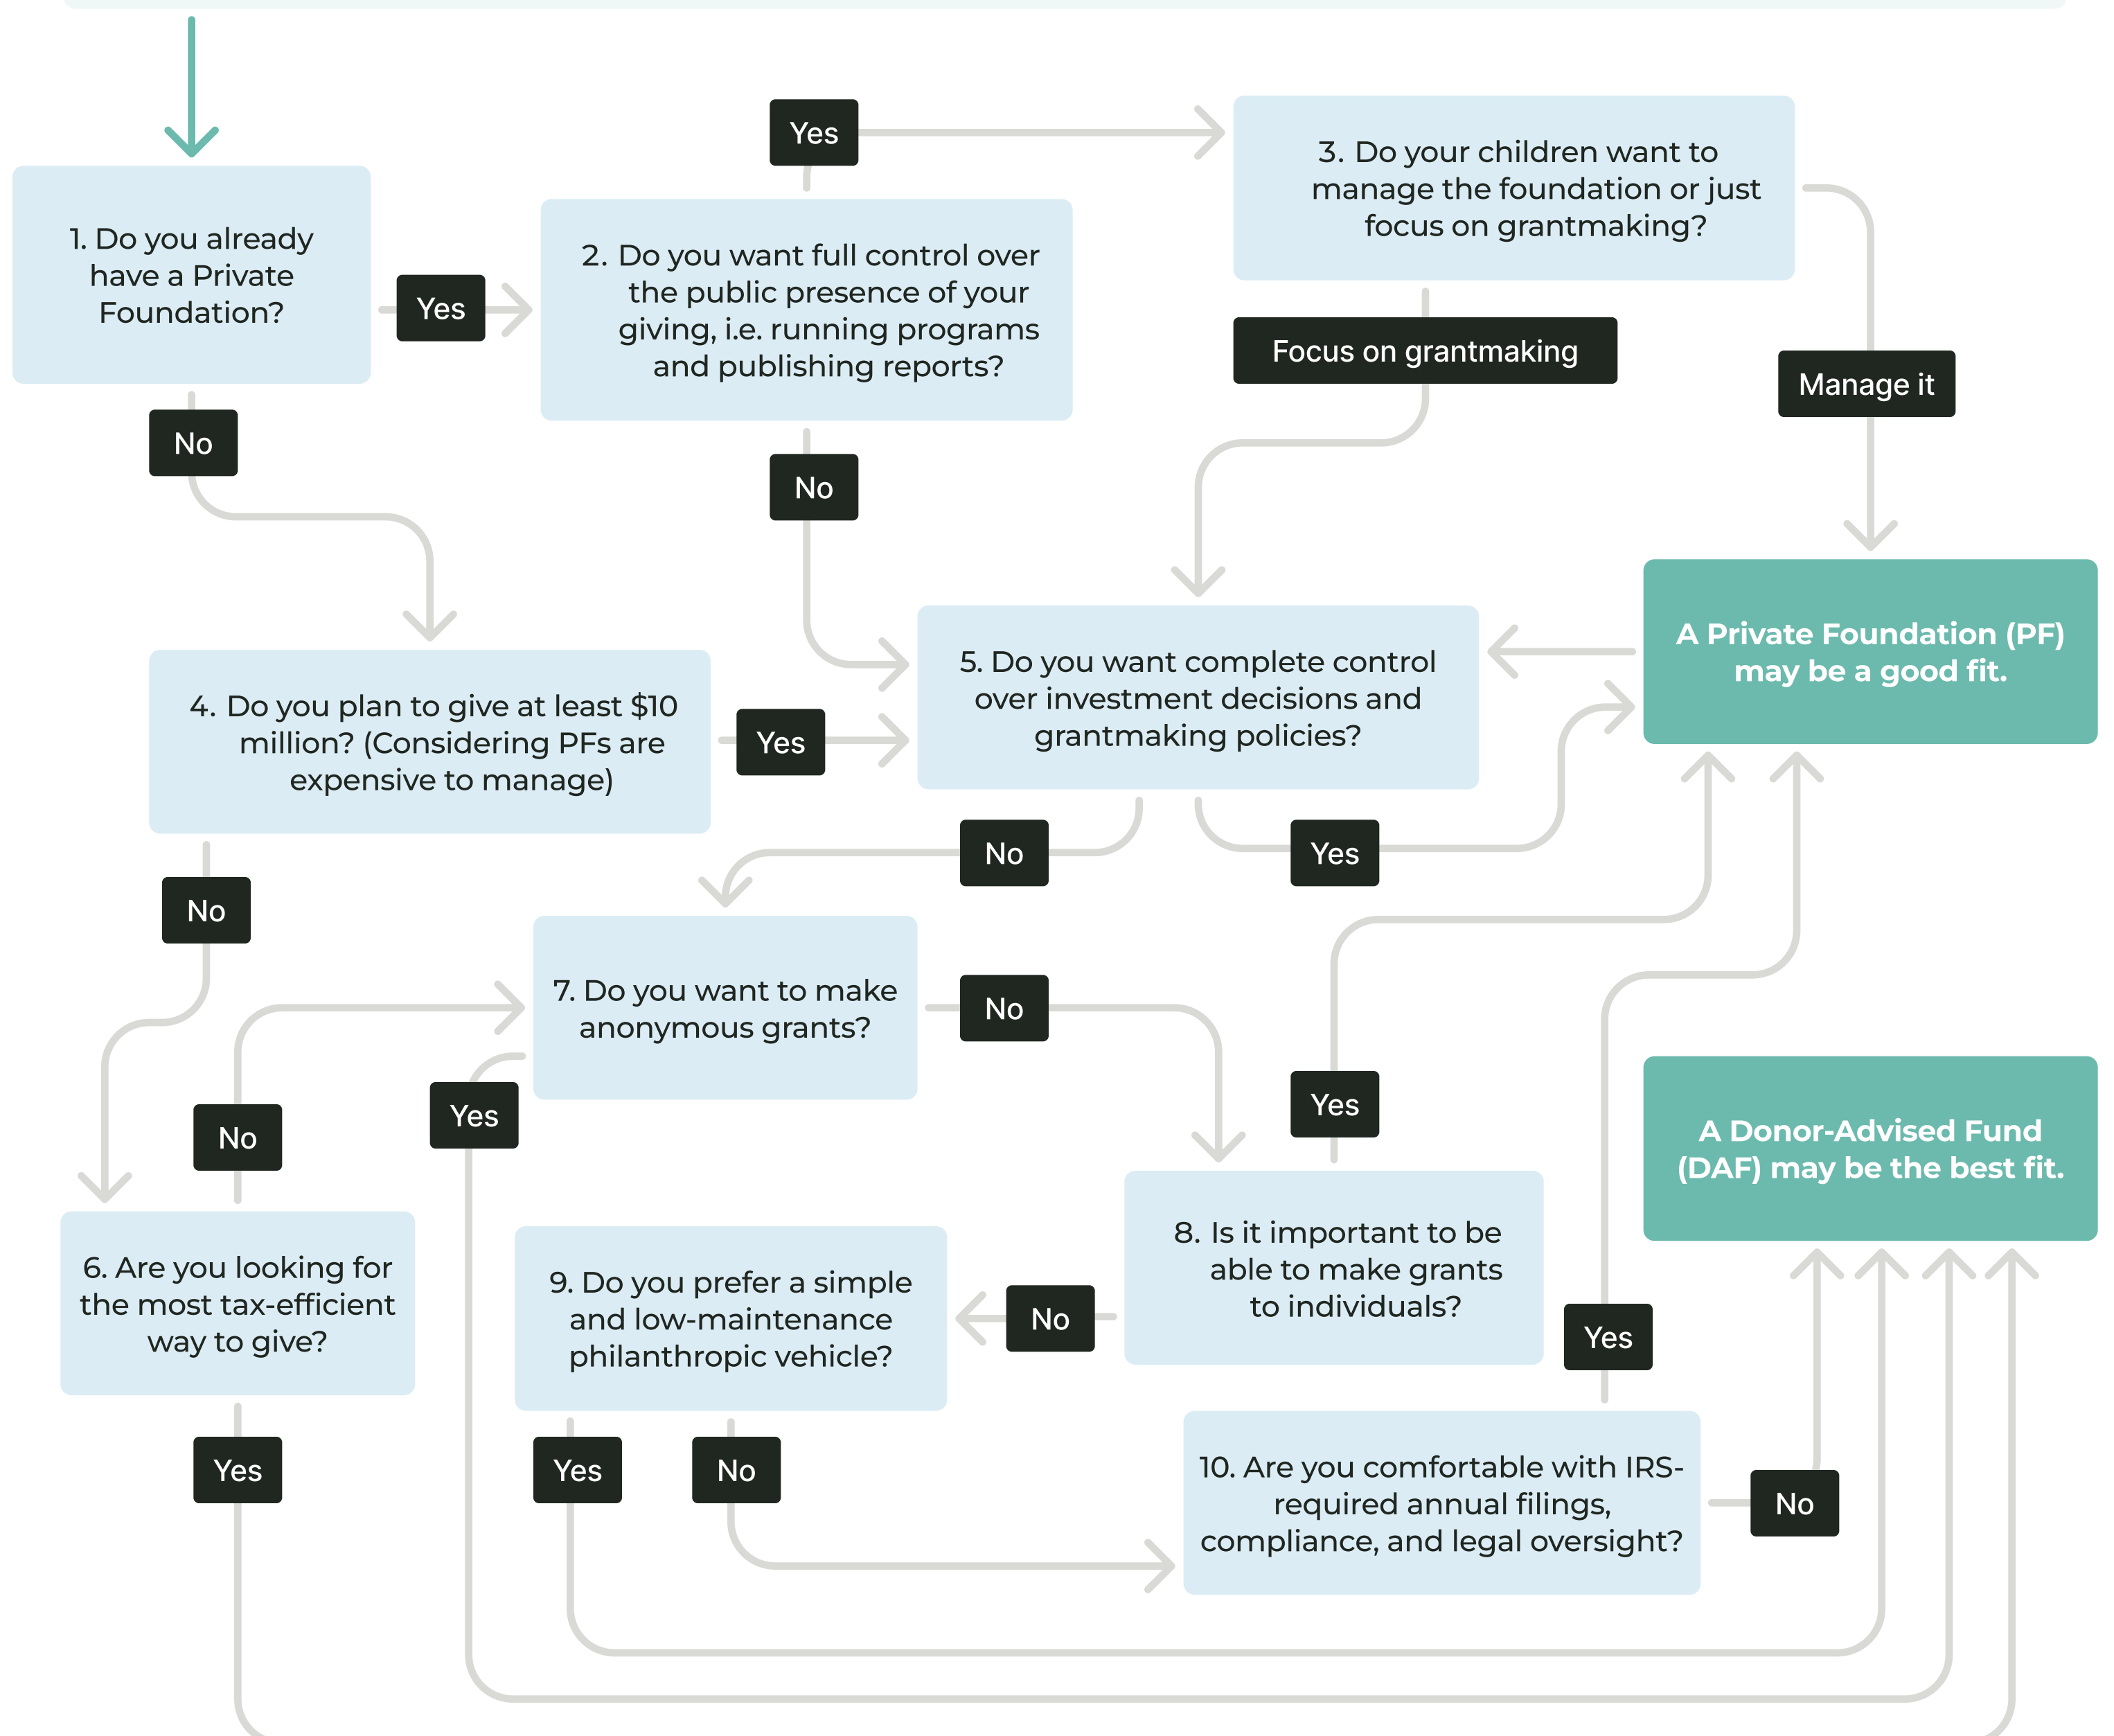 1. Do you already
have a Private
Foundation?
Yes
No
2. Do you want full control over
the public presence of your
giving, i.e. running programs
and publishing reports?
Yes
No
3. Do your children want to
manage the foundation or just
focus on grantmaking?
Focus on grantmaking
Manage it
A Private Foundation (PF)
may be a good fit.
4. Do you plan to give at least $10
million? (Considering PFs are
expensive to manage)
Yes
No
5. Do you want complete control
over investment decisions and
grantmaking policies?
No
Yes
6. Are you looking for
the most tax-efficient
way to give?
No
Yes
7. Do you want to make
anonymous grants?
No
Yes
8. Is it important to be
able to make grants
to individuals?
Yes
No
9. Do you prefer a simple
and low-maintenance
philanthropic vehicle?
Yes
No
10. Are you comfortable with IRS-
required annual filings,
compliance, and legal oversight?
Yes
No
A Donor-Advised Fund
(DAF) may be the best fit.